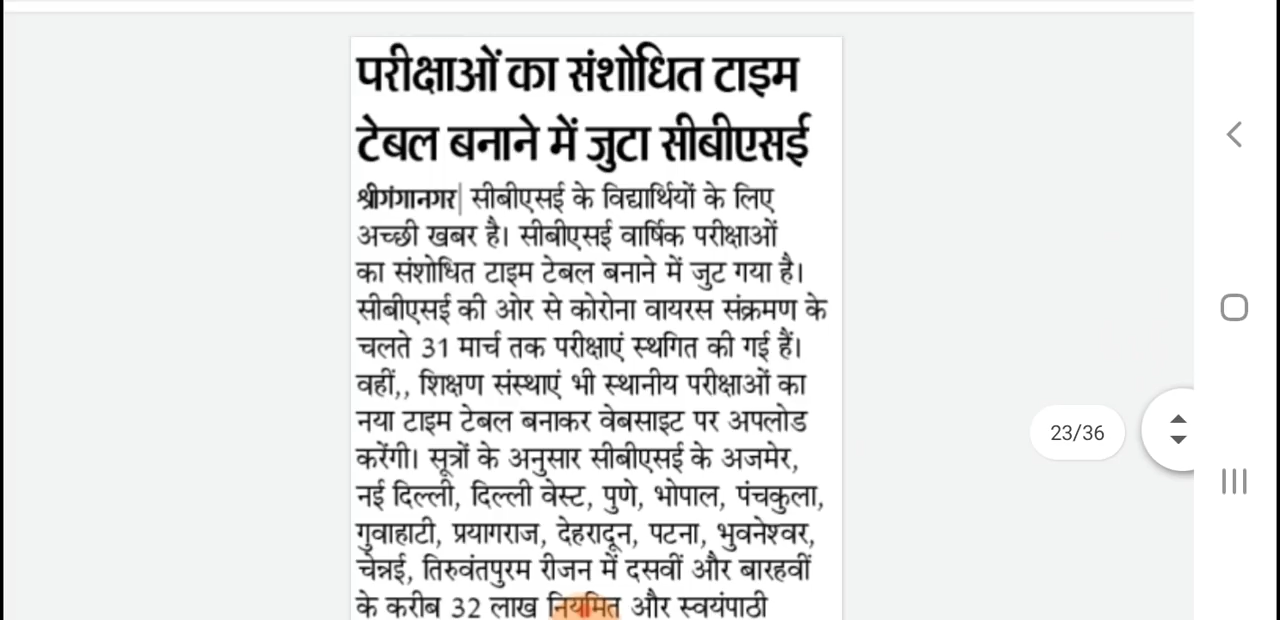 परीक्षाओं का संशोधित टाइम
टेबल बनाने में जुटा सीबीएसई
श्रीगंगानगर| सीबीएसई के विद्यार्थियों के लिए
अच्छी खबर है। सीबीएसई वार्षिक परीक्षाओं
का संशोधित टाइम टेबल बनाने में जुट गया है।
सीबीएसई की ओर से कोरोना वायरस संक्रमण के
चलते 31 मार्च तक परीक्षाएं स्थगित की गई हैं।
वहीं,, शिक्षण संस्थाएं भी स्थानीय परीक्षाओं का
नया टाइम टेबल बनाकर वेबसाइट पर अपलोड
करेंगी। सूत्रों के अनुसार सीबीएसई के अजमेर,
नई दिल्ली, दिल्ली वेस्ट, पुणे, भोपाल, पंचकुला,
गुवाहाटी, प्रयागराज, देहरादून, पटना, भुवनेश्वर,
चेन्नई, तिरुवंतपुरम रीजन में दसवीं और बारहवीं
के करीब 32 लाख नियमित और स्वयंपाठी
23/36